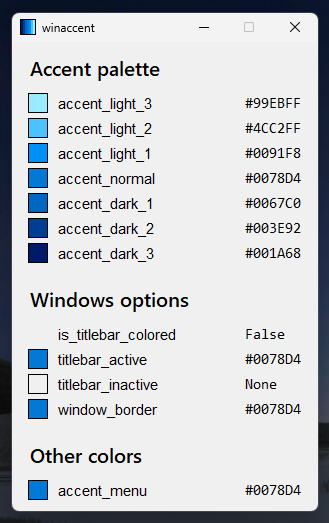 winaccent
Accent palette
accent_light_3 #99EBFF
accent_light_2 #4CC2FF
accent_light_1 #0091F8
accent_normal #0078D4
accent_dark_1 #0067C0
accent_dark_2 #003E92
accent_dark_3 #001A68
Windows options
is_titlebar_colored False
titlebar_active #0078D4
titlebar_inactive None
window_border #0078D4
Other colors
accent_menu #0078D4